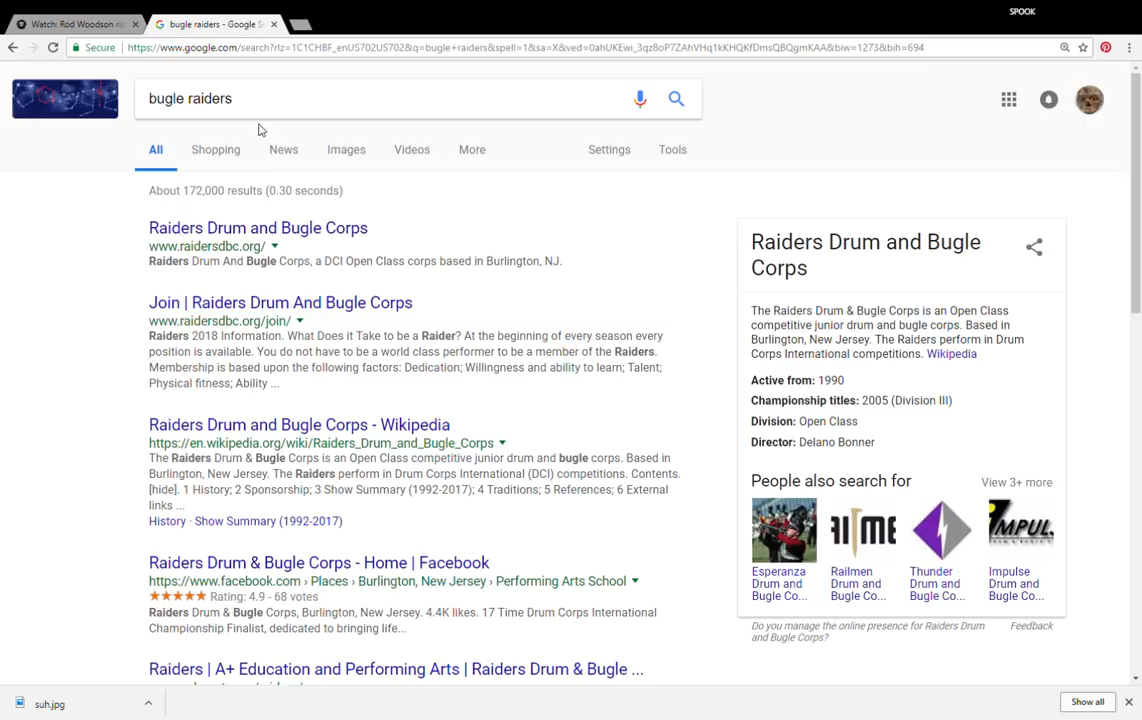 SPOOK
Watch: Rod Woodson rip
bugle raiders - Google S
Secure
https://www.google.com/search?rlz=1C1CHBF_enUS702US702&q=bugle+raiders&spell=1&sa=X&ved=0ahUKEwi_3qz8oP7ZAhVHq1kKHQKfDmsQBQgmKAA&biw=1273&bih=694
bugle raiders
All Shopping News Images Videos More Settings Tools
About 172,000 results (0.30 seconds)
Raiders Drum and Bugle Corps
www.raidersdbc.org/
Raiders Drum And Bugle Corps, a DCI Open Class corps based in Burlington, NJ.
Join | Raiders Drum And Bugle Corps
www.raidersdbc.org/join/
Raiders 2018 Information. What Does it Take to be a Raider? At the beginning of every season every
position is available. You do not have to be a world class performer to be a member of the Raiders.
Membership is based upon the following factors: Dedication; Willingness and ability to learn; Talent;
Physical fitness; Ability ...
Raiders Drum and Bugle Corps - Wikipedia
https://en.wikipedia.org/wiki/Raiders_Drum_and_Bugle_Corps
The Raiders Drum & Bugle Corps is an Open Class competitive junior drum and bugle corps. Based in
Burlington, New Jersey. The Raiders perform in Drum Corps International (DCI) competitions. Contents.
[hide]. 1 History; 2 Sponsorship; 3 Show Summary (1992-2017); 4 Traditions; 5 References; 6 External
links ...
History · Show Summary (1992-2017)
Raiders Drum & Bugle Corps - Home | Facebook
https://www.facebook.com › Places › Burlington, New Jersey › Performing Arts School
Rating: 4.9 - 68 votes
Raiders Drum & Bugle Corps, Burlington, New Jersey. 4.4K likes. 17 Time Drum Corps International
Championship Finalist, dedicated to bringing life...
Raiders | A+ Education and Performing Arts | Raiders Drum & Bugle ...
Raiders Drum and Bugle
Corps
The Raiders Drum & Bugle Corps is an Open Class
competitive junior drum and bugle corps. Based in
Burlington, New Jersey. The Raiders perform in Drum
Corps International competitions. Wikipedia
Active from: 1990
Championship titles: 2005 (Division III)
Division: Open Class
Director: Delano Bonner
People also search for
View 3+ more
AITME
IMPUL
Esperanza
Drum and
Bugle Co...
Railmen
Drum and
Bugle Co...
Thunder
Drum and
Bugle Co...
Impulse
Drum and
Bugle Co...
Do you manage the online presence for Raiders Drum
and Bugle Corps?
Feedback
suh.jpg
Show all